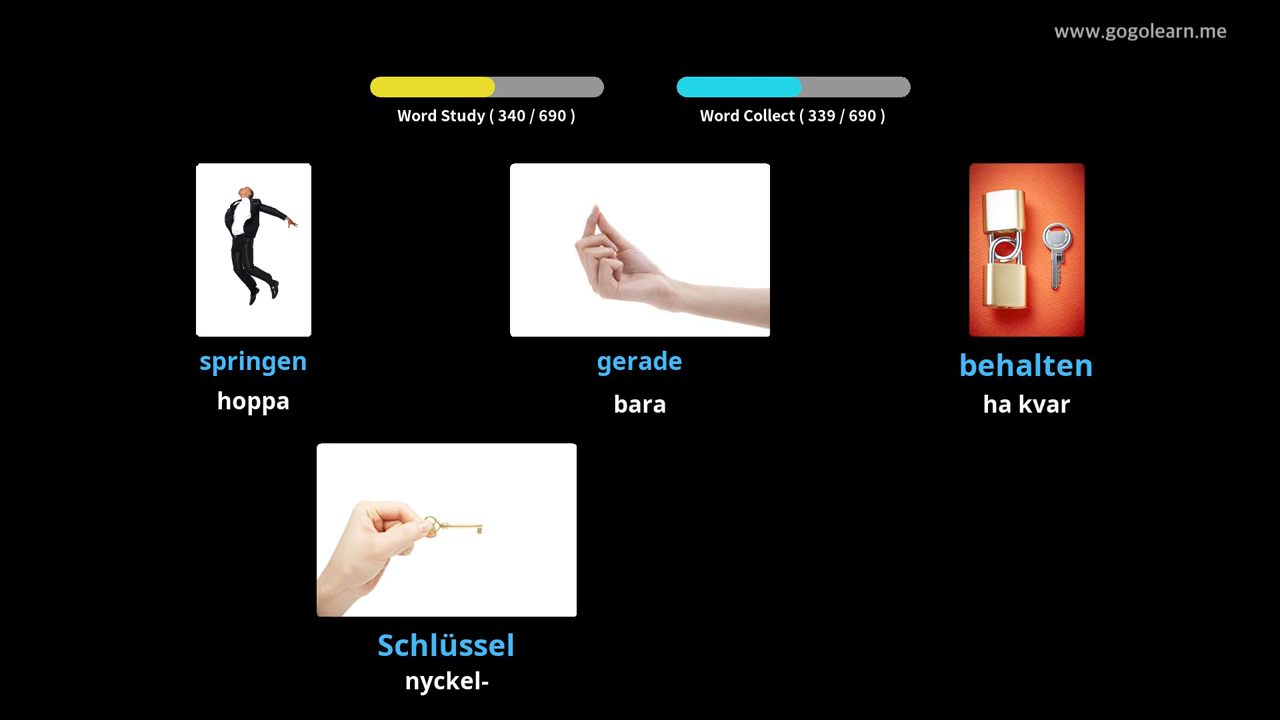 www.gogolearn.me
Word Study ( 340 / 690 )
Word Collect ( 339 / 690 )
springen
hoppa
gerade
bara
behalten
ha kvar
Schlüssel
nyckel-